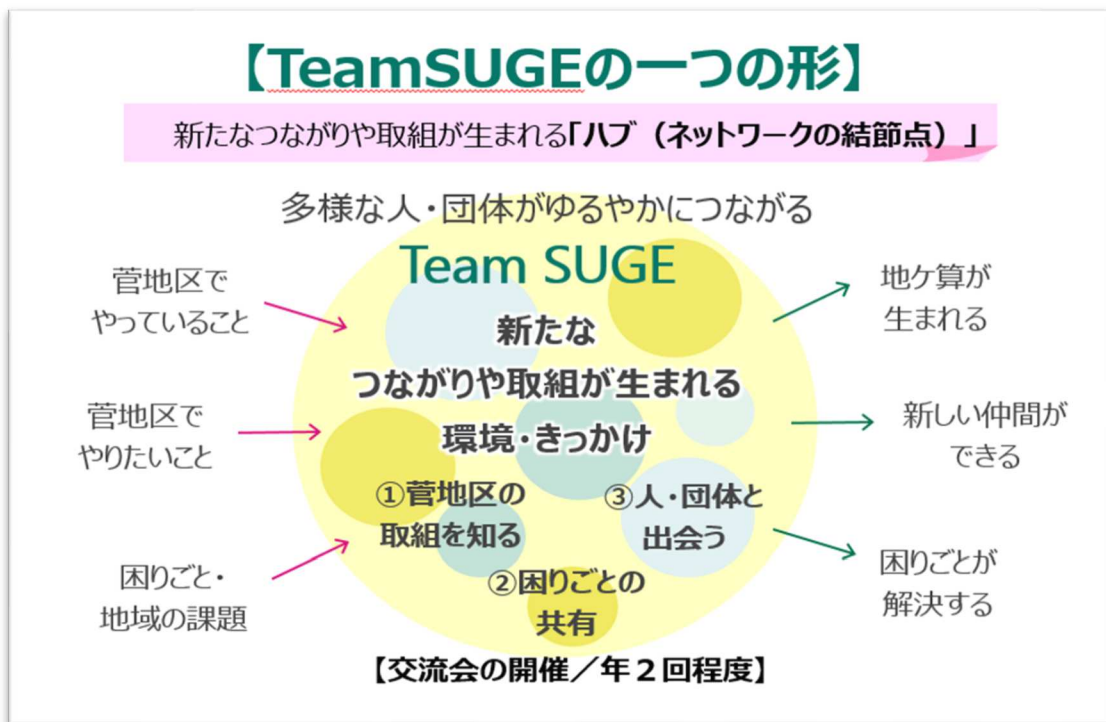 【TeamSUGEの一つの形】
新たなつながりや取組が生まれる「ハブ（ネットワークの結節点）」
多様な人・団体がゆるやかにつながる
Team SUGE
新たな
つながりや取組が生まれる
環境・きっかけ
①菅地区の
取組を知る
②困りごとの
共有
③人・団体と
出会う
菅地区で
やっていること
菅地区で
やりたいこと
困りごと・
地域の課題
地ケ算が
生まれる
新しい仲間が
できる
困りごとが
解決する
【交流会の開催／年２回程度】